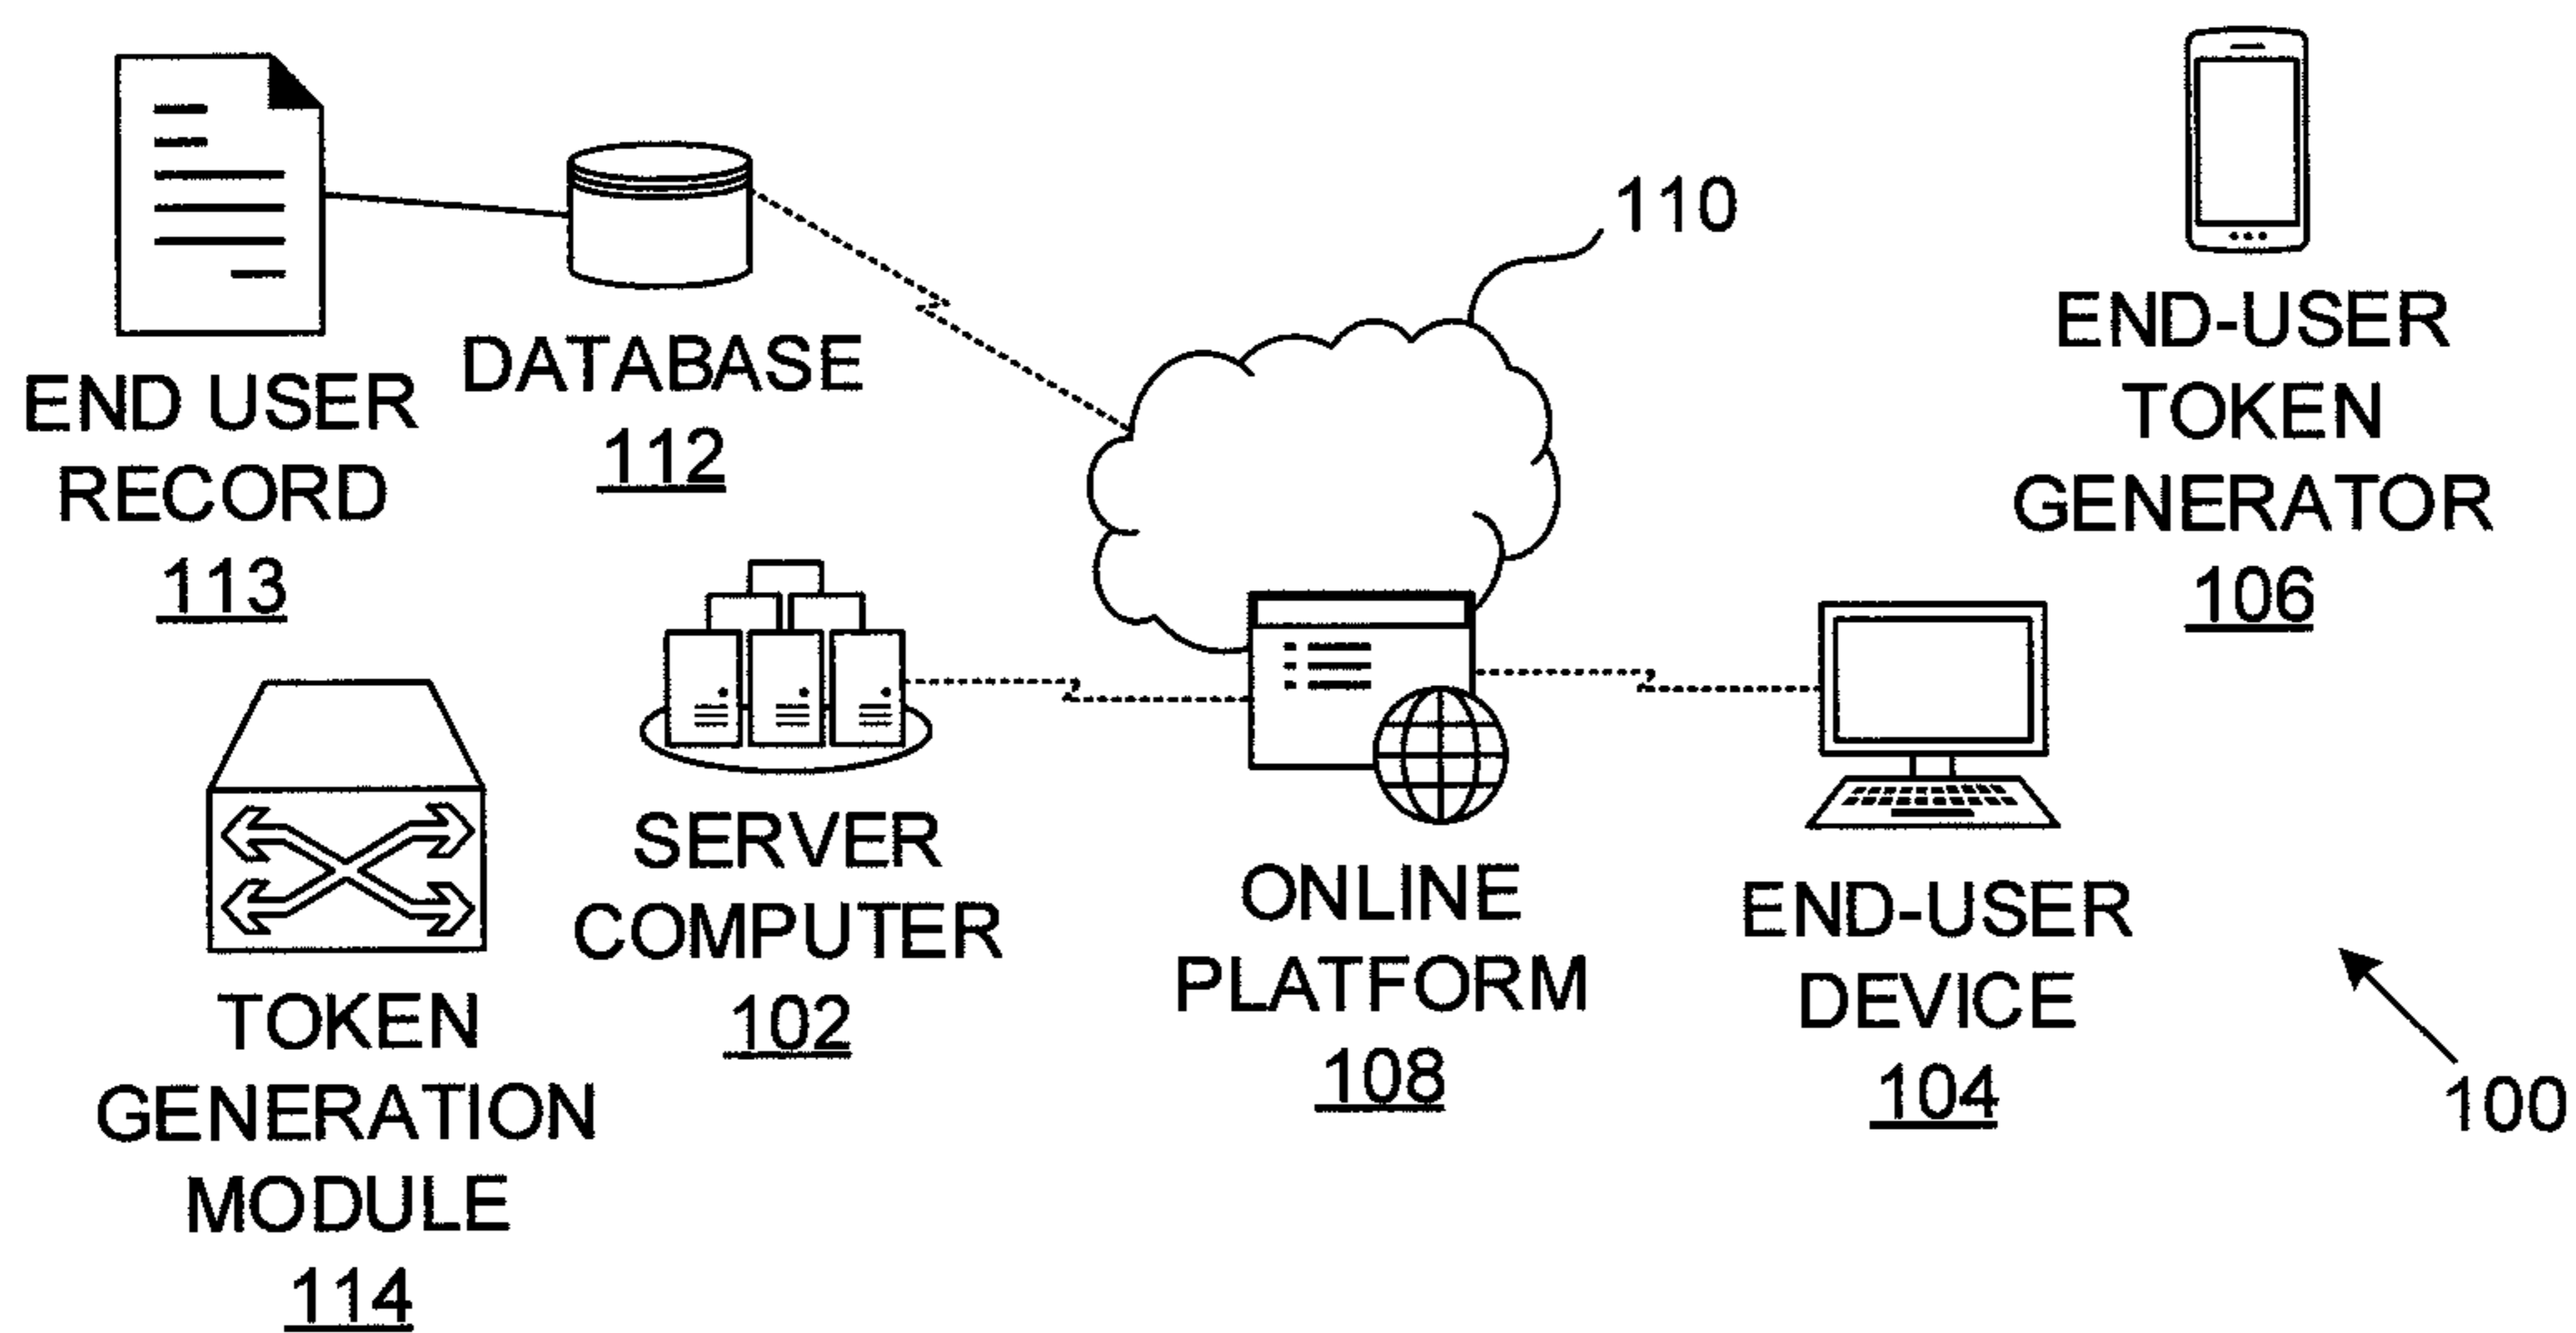 110
END-USER
TOKEN
GENERATOR
106
DATABASE
112
END USER
RECORD
113
SERVER
COMPUTER
102
ONLINE
PLATFORM
108
END-USER
DEVICE
104
TOKEN
GENERATION
MODULE
114
100